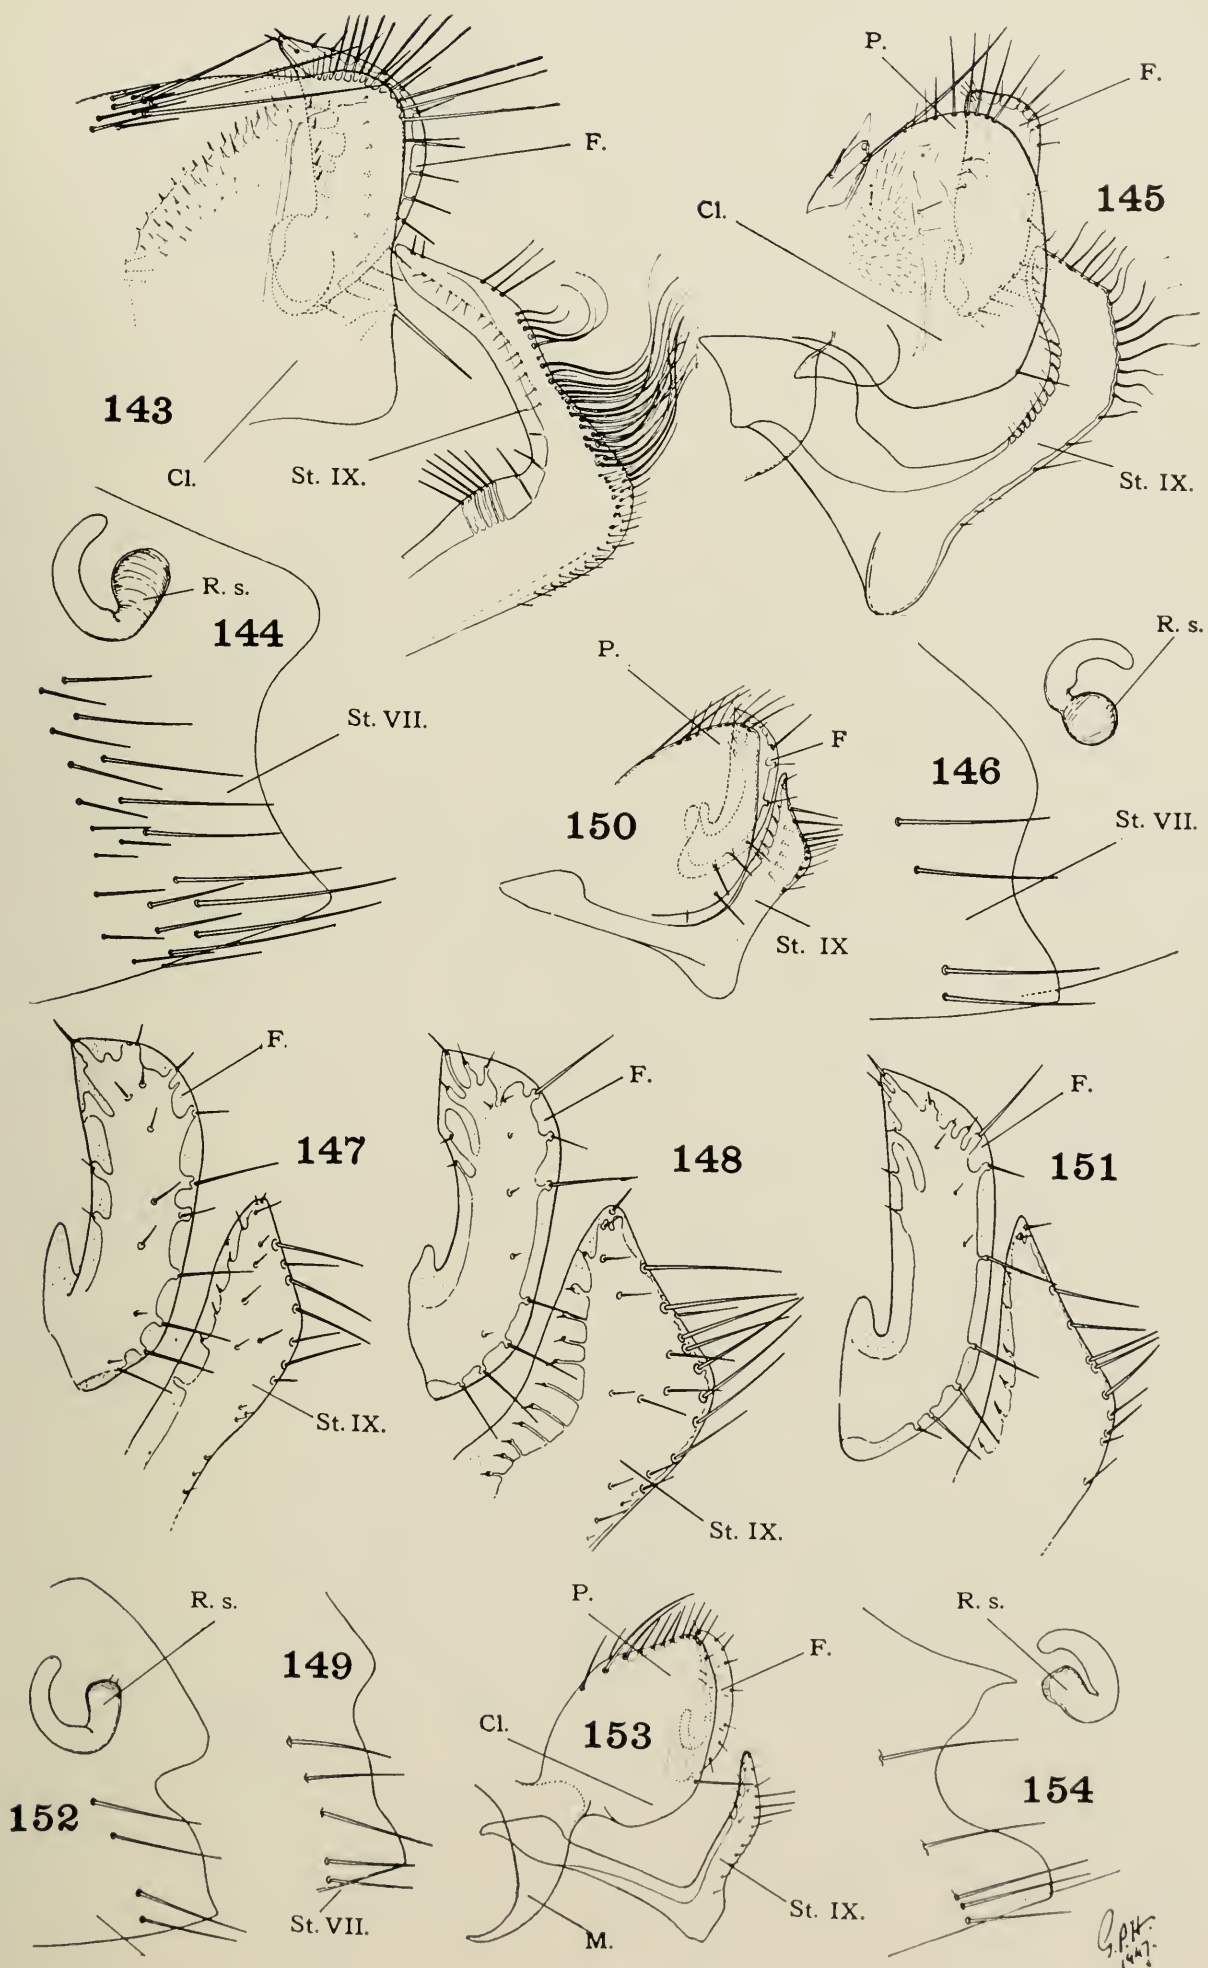 P.
F.
F.
145
Cl.
143
Cl.
St. IX.
St. IX.
R. s.
144
R. s.
P.
St. VII.
F
146
150
St. VII.
St. IX
F.
F.
F.
147
148
151
St. IX.
St. IX.
R. s.
P.
R. s.
149
F.
Cl.
153
152
154
St. IX.
St. VII.
M.
G.P.H.
1947.